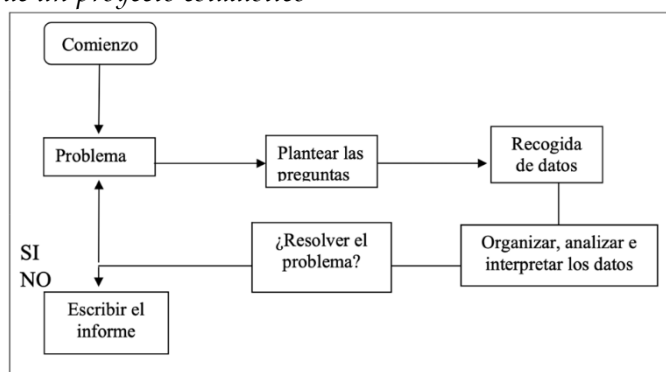 de un proyecto estadístico
Comienzo
Problema
Plantear las
preguntas
Recogida
de datos
Organizar, analizar e
interpretar los datos
¿Resolver el
problema?
SI
NO
Escribir el
informe